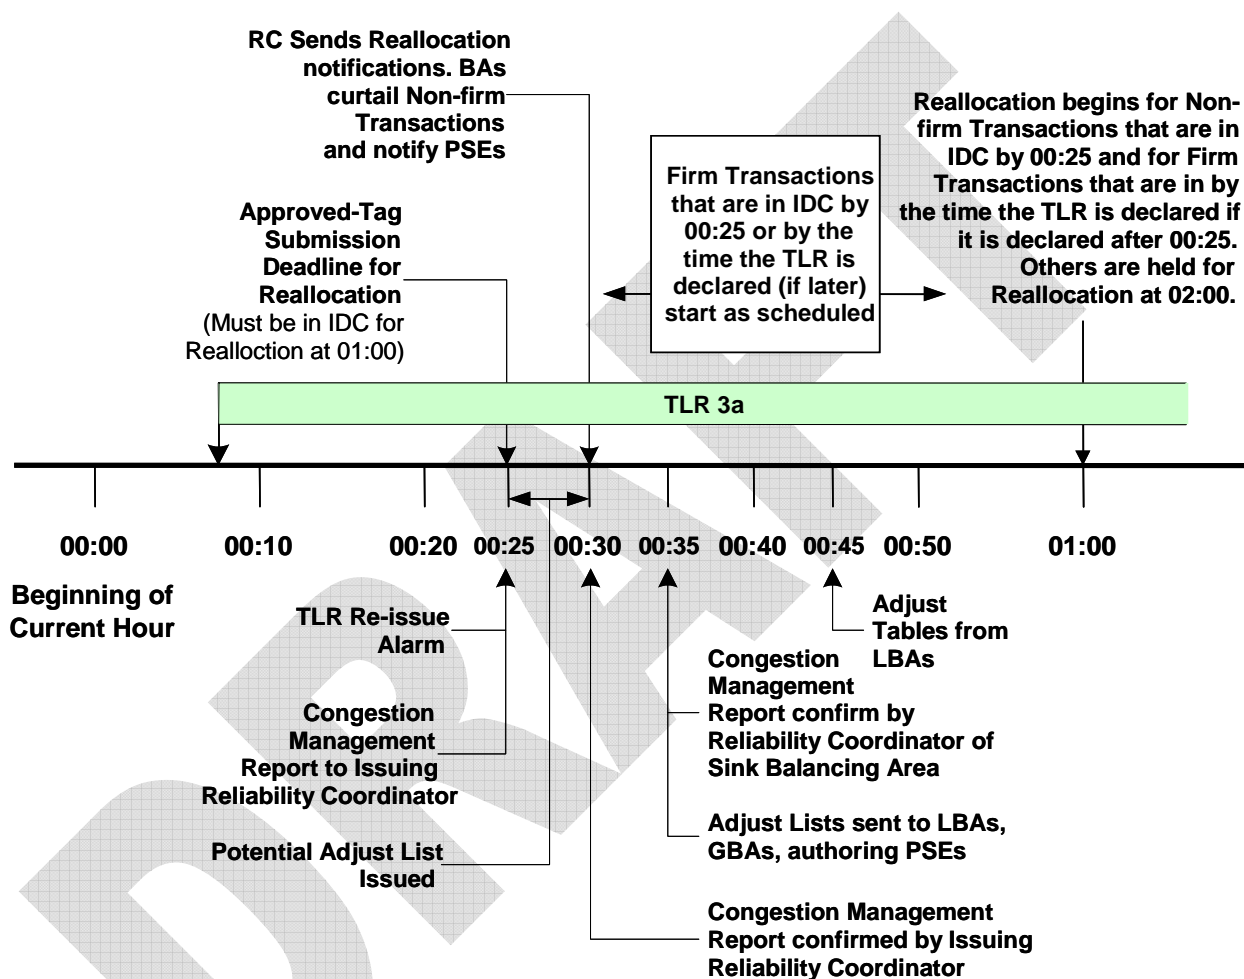 RC Sends Reallocation
notifications. BAs
curtail Non-firm
Transactions
and notify PSEs
Approved-Tag
Submission
Deadline for
Reallocation
(Must be in IDC for
Realloction at 01:00)
Firm Transactions
that are in IDC by
00:25 or by the
time the TLR is
declared (if later)
start as scheduled
Reallocation begins for Non-
firm Transactions that are in
IDC by 00:25 and for Firm
Transactions that are in by
the time the TLR is declared if
it is declared after 00:25.
Others are held for
Reallocation at 02:00.
TLR 3a
00:00
00:10
00:20
00:25
00:30
00:35
00:40
00:45
00:50
01:00
Beginning of
Current Hour
TLR Re-issue
Alarm
Congestion
Management
Report to Issuing
Reliability Coordinator
Potential Adjust List
Issued
Adjust
Tables from
LBAs
Congestion
Management
Report confirm by
Reliability Coordinator of
Sink Balancing Area
Adjust Lists sent to LBAs,
GBAs, authoring PSEs
Congestion Management
Report confirmed by Issuing
Reliability Coordinator
DRAFT